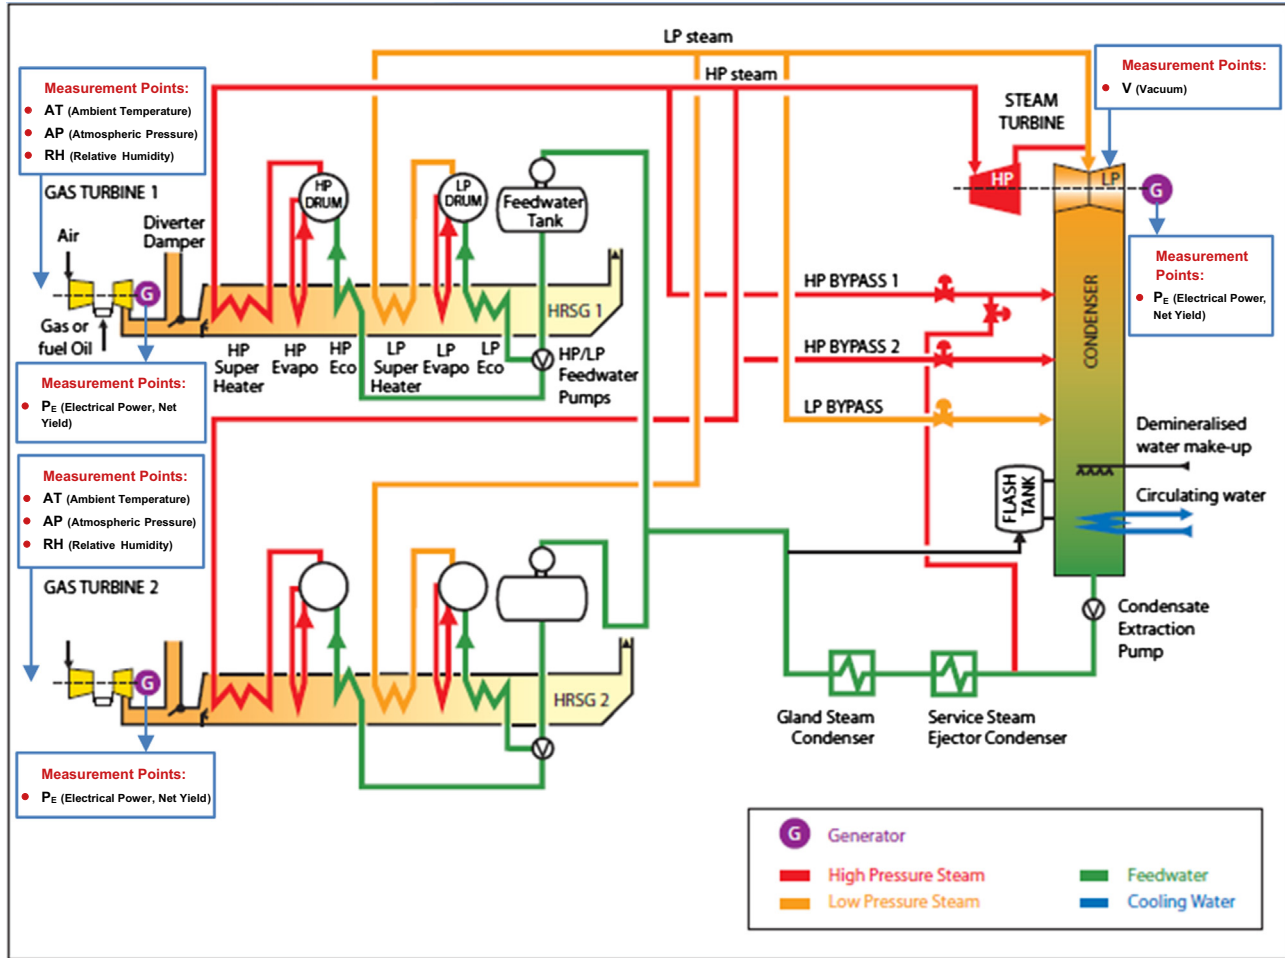 LP steam
HP steam
Measurement Points:
AT (Ambient Temperature)
AP (Atmospheric Pressure)
RH (Relative Humidity)
Measurement Points:
V (Vacuum)
STEAM
TURBINE
GAS TURBINE 1
Air
Diverter
Damper
HP
DRUM
LP
DRUM
Feedwater
Tank
HP
LP
G
G
Gas or
fuel Oil
HRSG 1
HP
Super
Heater
HP
Evapo
HP
Eco
LP
Super
Heater
LP
Evapo
LP
Eco
V
HP/LP
Feedwater
Pumps
HP BYPASS 1
HP BYPASS 2
LP BYPASS
CONDENSER
Measurement
Points:
PE (Electrical Power,
Net Yield)
Measurement Points:
PE (Electrical Power, Net
Yield)
Demineralised
water make-up
Circulating water
FLASH
TANK
Measurement Points:
AT (Ambient Temperature)
AP (Atmospheric Pressure)
RH (Relative Humidity)
GAS TURBINE 2
G
HRSG 2
V
V
Condensate
Extraction
Pump
Gland Steam
Condenser
Service Steam
Ejector Condenser
Measurement Points:
PE (Electrical Power, Net Yield)
G
Generator
High Pressure Steam
Low Pressure Steam
Feedwater
Cooling Water